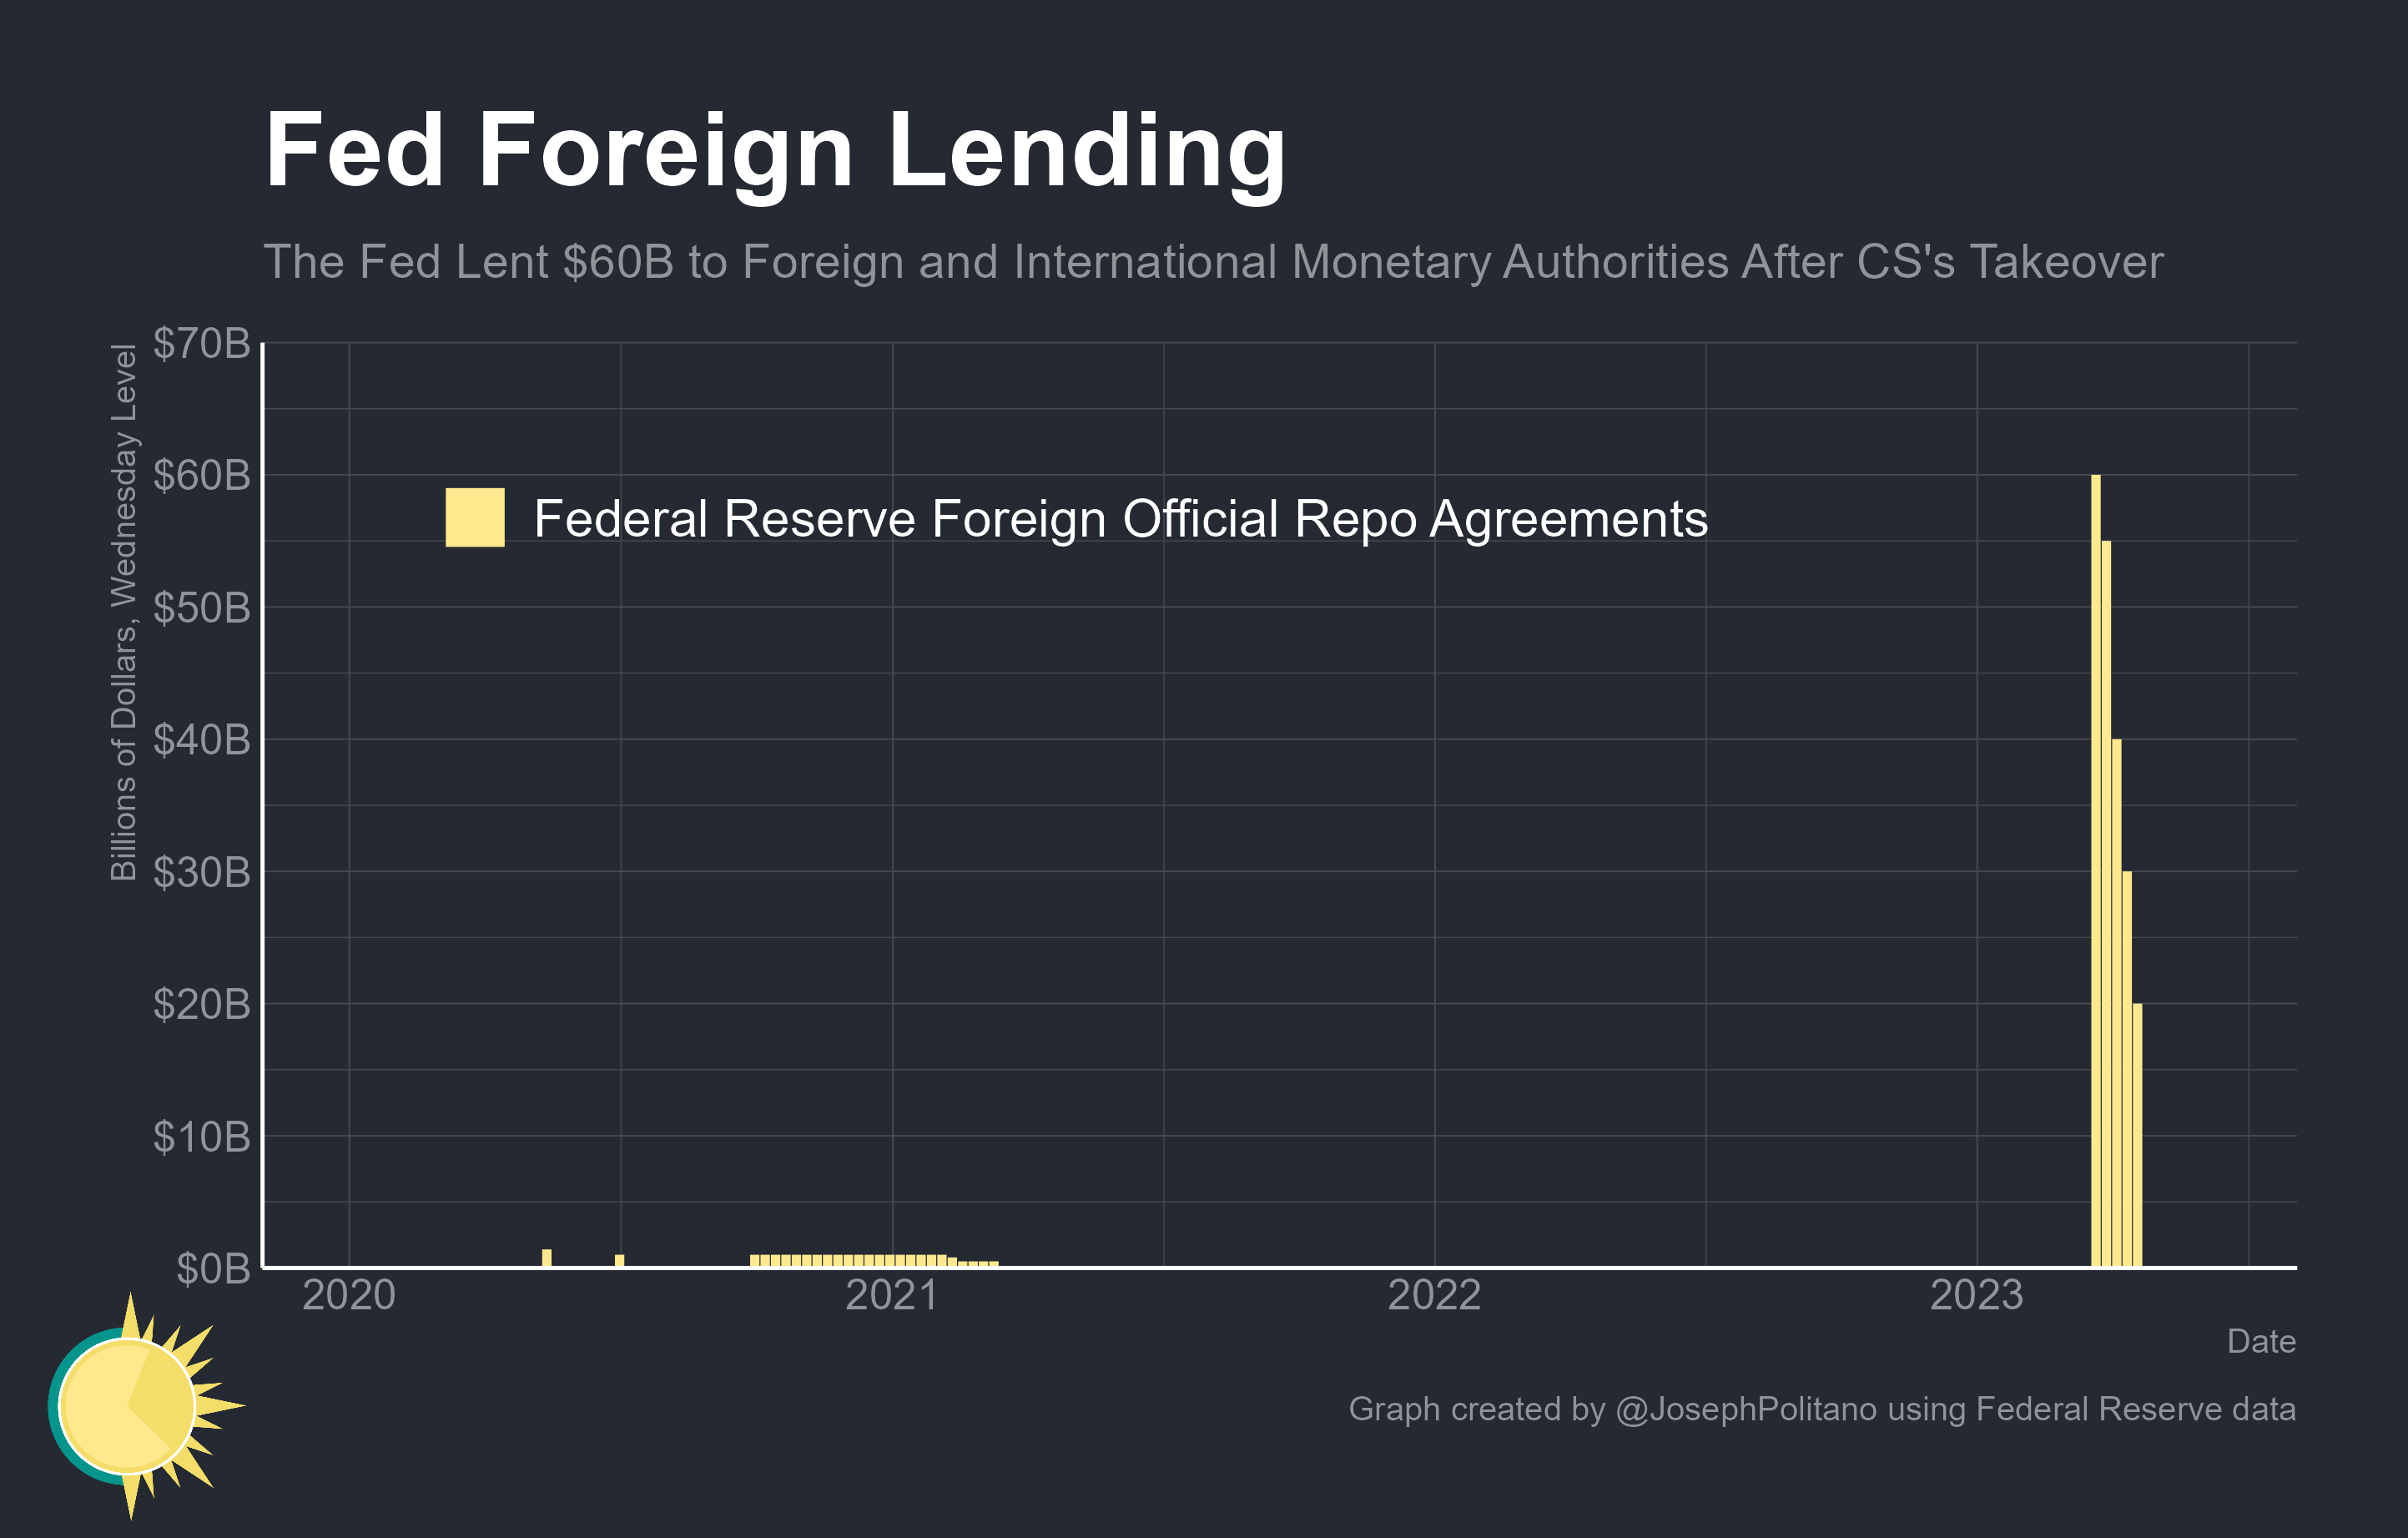 Fed Foreign Lending
The Fed Lent $60B to Foreign and International Monetary Authorities After CS's Takeover
Billions of Dollars, Wednesday Level
$70B
$60B
$50B
$40B
$30B
$20B
$10B
$0B
Federal Reserve Foreign Official Repo Agreements
2020 2021 2022 2023
Date
Graph created by @JosephPolitano using Federal Reserve data